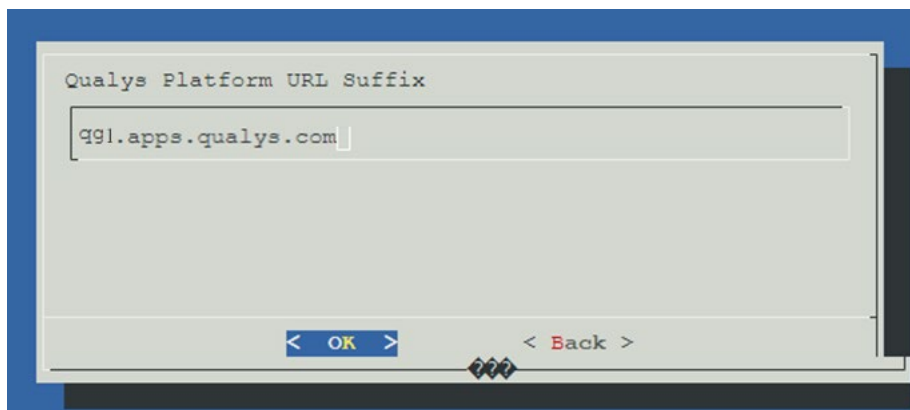 Qualys Platform URL Suffix
qg1.apps.qualys.com
< OK > < Back >
���